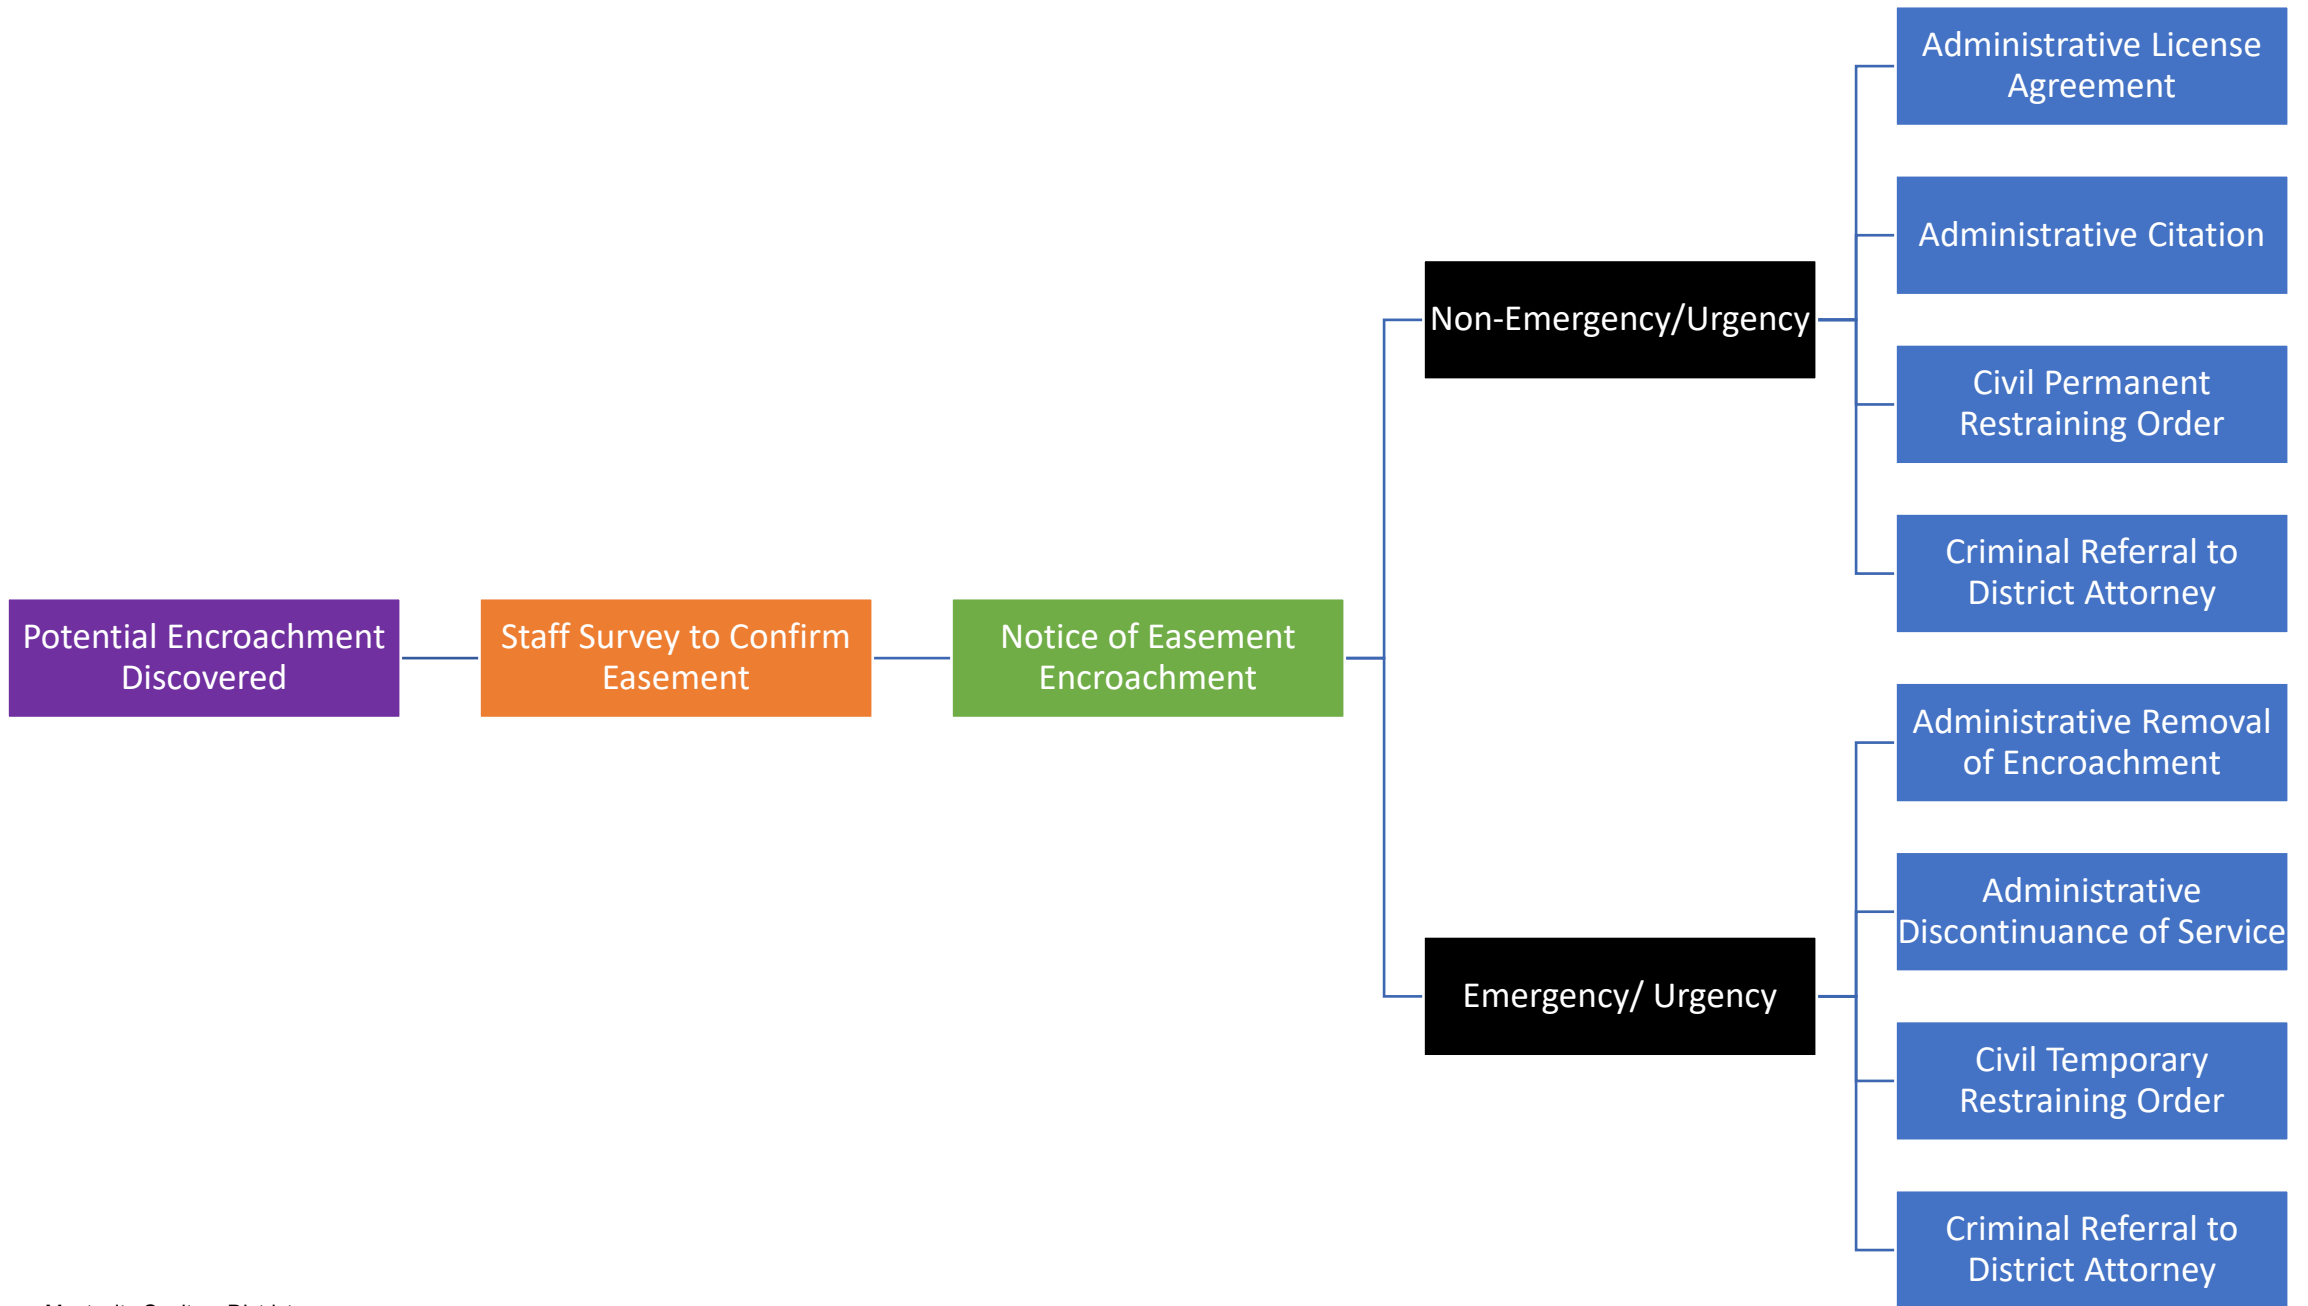 Administrative License
Agreement
Administrative Citation
Non-Emergency/Urgency
Civil Permanent
Restraining Order
Criminal Referral to
District Attorney
Potential Encroachment
Discovered
Staff Survey to Confirm
Easement
Notice of Easement
Encroachment
Administrative Removal
of Encroachment
Administrative
Discontinuance of Service
Emergency/ Urgency
Civil Temporary
Restraining Order
Criminal Referral to
District Attorney
District